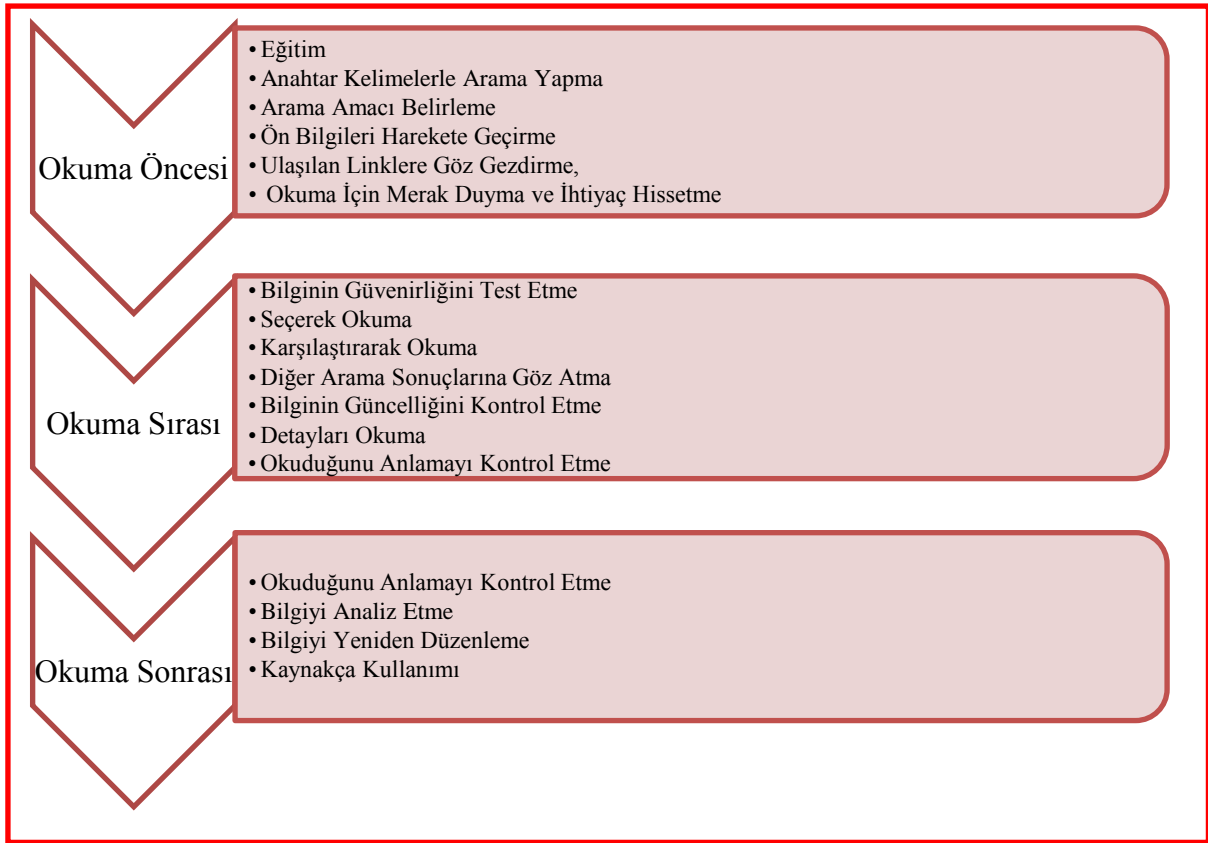 Okuma Öncesi
• Eğitim
• Anahtar Kelimelerle Arama Yapma
• Arama Amacı Belirleme
• Ön Bilgileri Harekete Geçirme
• Ulaşılan Linklere Göz Gezdirme,
• Okuma İçin Merak Duyma ve İhtiyaç Hissetme
Okuma Sırası
• Bilginin Güvenirliğini Test Etme
• Seçerek Okuma
• Karşılaştırarak Okuma
• Diğer Arama Sonuçlarına Göz Atma
• Bilginin Güncelliğini Kontrol Etme
• Detayları Okuma
• Okuduğunu Anlamayı Kontrol Etme
Okuma Sonrası
• Okuduğunu Anlamayı Kontrol Etme
• Bilgiyi Analiz Etme
• Bilgiyi Yeniden Düzenleme
• Kaynakça Kullanımı